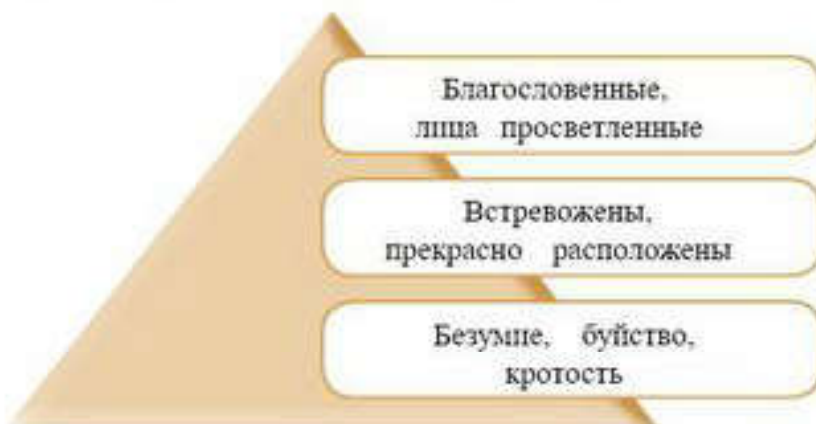 Благословенные,
лица просветленные
Встревожены,
прекрасно расположены
Безумие, буйство,
кротость